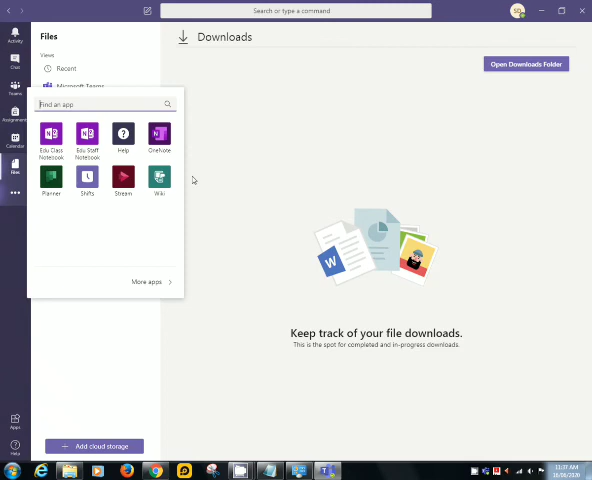 Search or type a command
SD
Activity
Chat
Teams
Assignments
Calendar
Files
Apps
Help
Files
Views
Recent
Microsoft Teams
Find an app
Edu Class Notebook
Edu Staff Notebook
Help
OneNote
Planner
Shifts
Stream
Wiki
More apps
Add cloud storage
Downloads
Open Downloads Folder
W
Keep track of your file downloads.
This is the spot for completed and in-progress downloads.
11:37 AM